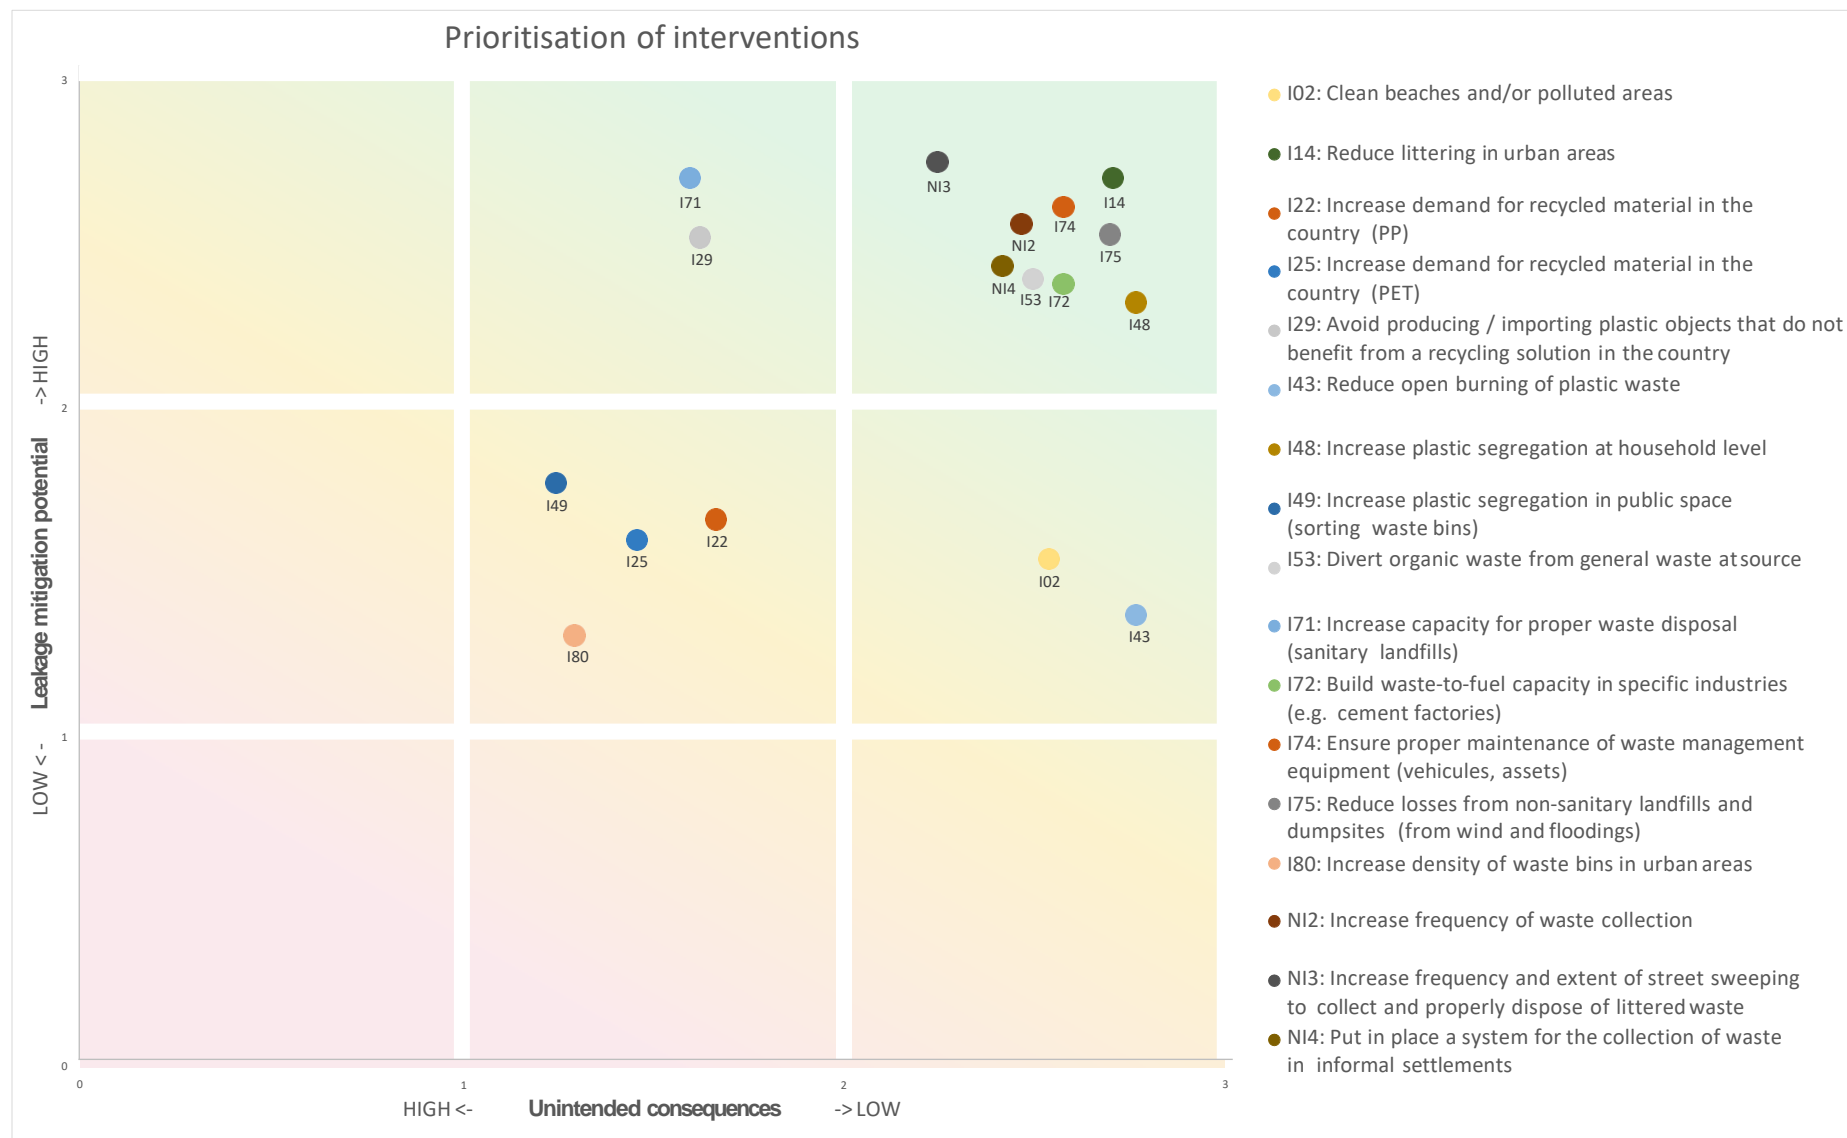 Prioritisation of interventions
3
2
1
0
0
1
2
3
LOW <- Leakage mitigation potential ->HIGH
HIGH <- Unintended consequences -> LOW
NI3
I14
I71
I74
NI2
I75
I29
NI4
I53
I72
I48
I49
I22
I25
I02
I43
I80
I02: Clean beaches and/or polluted areas
I14: Reduce littering in urban areas
I22: Increase demand for recycled material in the
country (PP)
I25: Increase demand for recycled material in the
country (PET)
I29: Avoid producing / importing plastic objects that do not
benefit from a recycling solution in the country
I43: Reduce open burning of plastic waste
I48: Increase plastic segregation at household level
I49: Increase plastic segregation in public space
(sorting waste bins)
I53: Divert organic waste from general waste at source
I71: Increase capacity for proper waste disposal
(sanitary landfills)
I72: Build waste-to-fuel capacity in specific industries
(e.g. cement factories)
I74: Ensure proper maintenance of waste management
equipment (vehicules, assets)
I75: Reduce losses from non-sanitary landfills and
dumpsites (from wind and floodings)
I80: Increase density of waste bins in urban areas
NI2: Increase frequency of waste collection
NI3: Increase frequency and extent of street sweeping
to collect and properly dispose of littered waste
NI4: Put in place a system for the collection of waste
in informal settlements